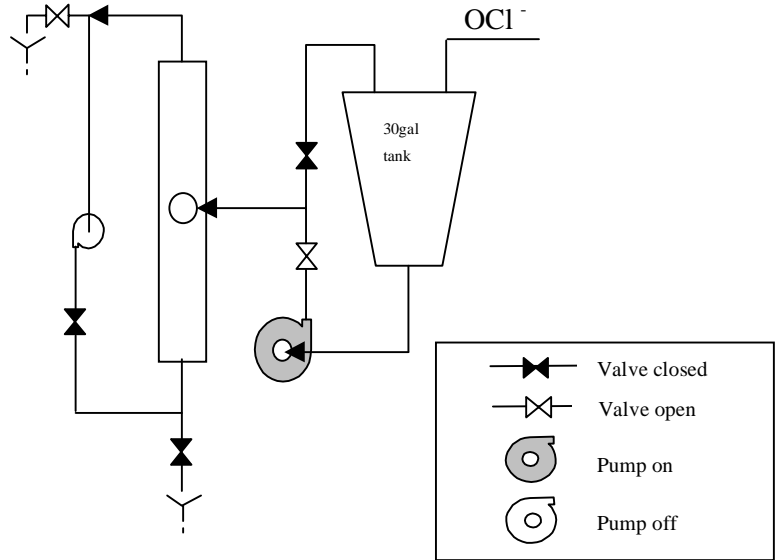 OCl -
30gal
tank
Valve closed
Valve open
Pump on
Pump off